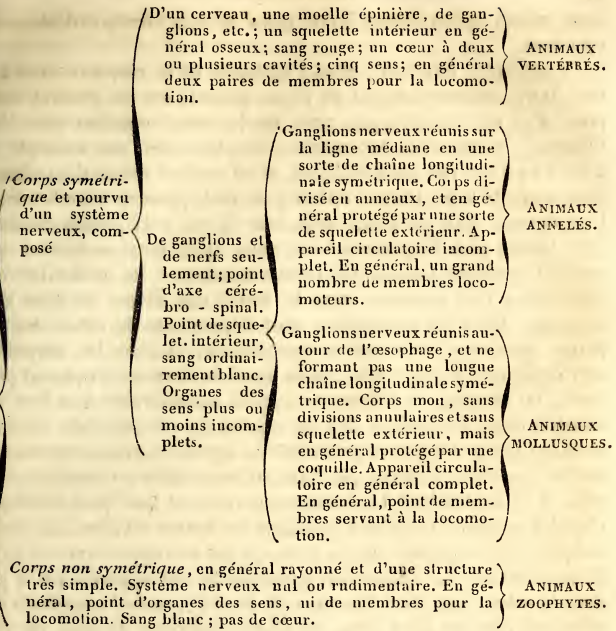 D'un cerveau, une moelle épinière, de gan-
glions, etc.; un squelette intérieur en gé-
néral osseux; sang rouge; un cœur à deux
ou plusieurs cavités; cinq sens; en général
deux paires de membres pour la locomo-
tion.
ANIMAUX
VERTÉBRÉS.
Corps symétri-
que et pourvu
d'un système
nerveux, com-
posé
De ganglions et
de nerfs seu-
lement; point
d'axe céré-
bro-spinal.
Point de sque-
let. intérieur,
sang ordinai-
rement blanc.
Organes des
sens plus ou
moins incom-
plets.
Ganglions nerveux réunis sur
la ligne médiane en une
sorte de chaîne longitudi-
nale symétrique. Corps di-
visé en anneaux, et en gé-
néral protégé par une sorte
de squelette extérieur. Ap-
pareil circulatoire incom-
plet. En général, un grand
nombre de membres loco-
moteurs.
ANIMAUX
ANNELÉS.
Ganglions nerveux réunis au-
tour de l'œsophage, et ne
formant pas une longue
chaîne longitudinale symé-
trique. Corps mou, sans
divisions annulaires et sans
squelette extérieur, mais
en général protégé par une
coquille. Appareil circula-
toire en général complet.
En général, point de mem-
bres servant à la locomo-
tion.
ANIMAUX
MOLLUSQUES.
Corps non symétrique, en général rayonné et d'une structure
très simple. Système nerveux nul ou rudimentaire. En gé-
néral, point d'organes des sens, ni de membres pour la
locomotion. Sang blanc; pas de cœur.
ANIMAUX
ZOOPHYTES.